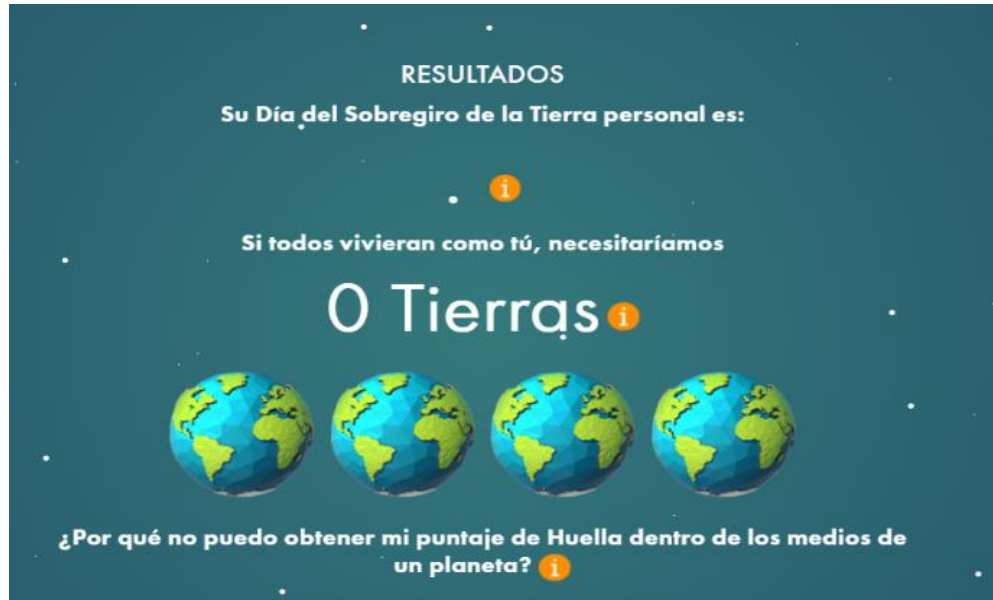 RESULTADOS
Su Día del Sobregiro de la Tierra personal es:
i
Si todos vivieran como tú, necesitaríamos
0 Tierras i
¿Por qué no puedo obtener mi puntaje de Huella dentro de los medios de
un planeta? i